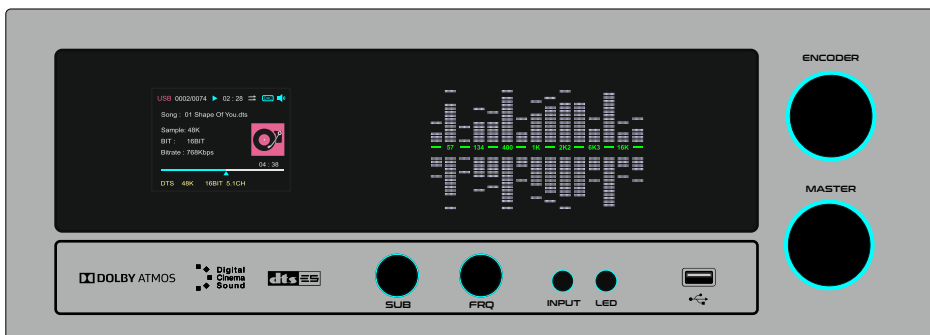 ENCODER
USB 0002/0074 02 : 28
Song : 01 Shape Of You.dts
Sample: 48K
BIT : 16BIT
Bitrate : 768Kbps
04 : 38
DTS 48K 16BIT 5.1CH
57 134 400 1K 2K2 6K3 16K
MASTER
DOLBY ATMOS
Digital
Cinema
Sound
dts ES
SUB
FRQ
INPUT
LED